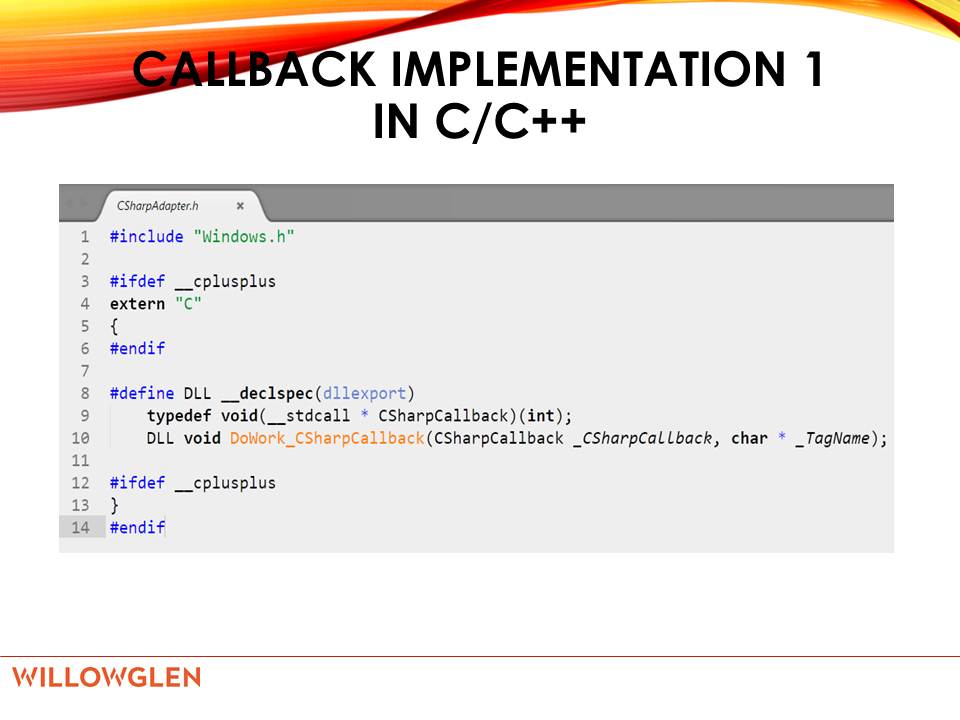 CALLBACK IMPLEMENTATION 1
IN C/C++
CSharpAdapter.h ×
1 #include "Windows.h"
2
3 #ifdef __cplusplus
4 extern "C"
5 {
6 #endif
7
8 #define DLL __declspec(dllexport)
9 typedef void(__stdcall * CSharpCallback)(int);
10 DLL void DoWork_CSharpCallback(CSharpCallback _CSharpCallback, char * _TagName);
11
12 #ifdef __cplusplus
13 }
14 #endif
WILLOWGLEN